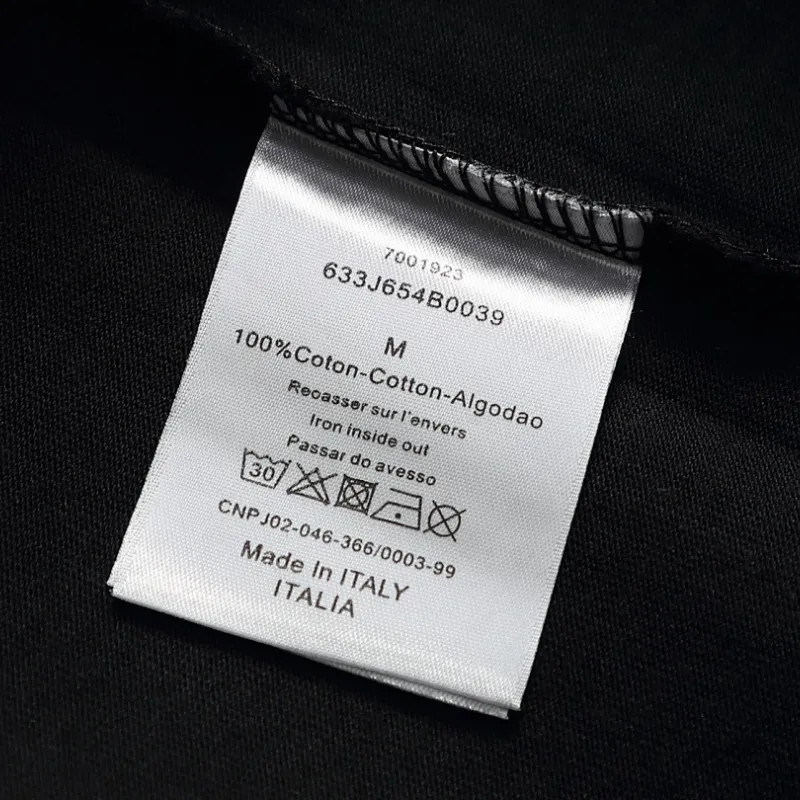 7001923
633J654B0039
M
100%Coton-Cotton-Algodao
Reoasser sur l'envers
Iron inside out
Passar do avesso
30
CNPJ02-046-366/0003-99
Made In ITALY
ITALIA